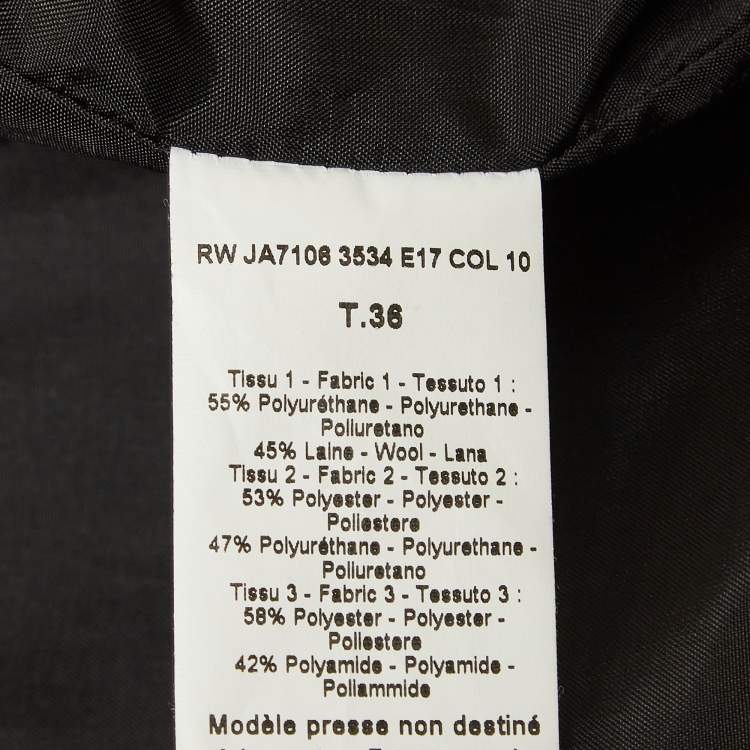 RW JA7106 3534 E17 COL 10
T.36
Tissu 1 - Fabric 1 - Tessuto 1 :
55% Polyuréthane - Polyurethane -
Poliuretano
45% Laine - Wool - Lana
Tissu 2 - Fabric 2 - Tessuto 2 :
53% Polyester - Polyester -
Poliestere
47% Polyuréthane - Polyurethane -
Poliuretano
Tissu 3 - Fabric 3 - Tessuto 3 :
58% Polyester - Polyester -
Poliestere
42% Polyamide - Polyamide -
Poliammide
Modèle presse non destiné